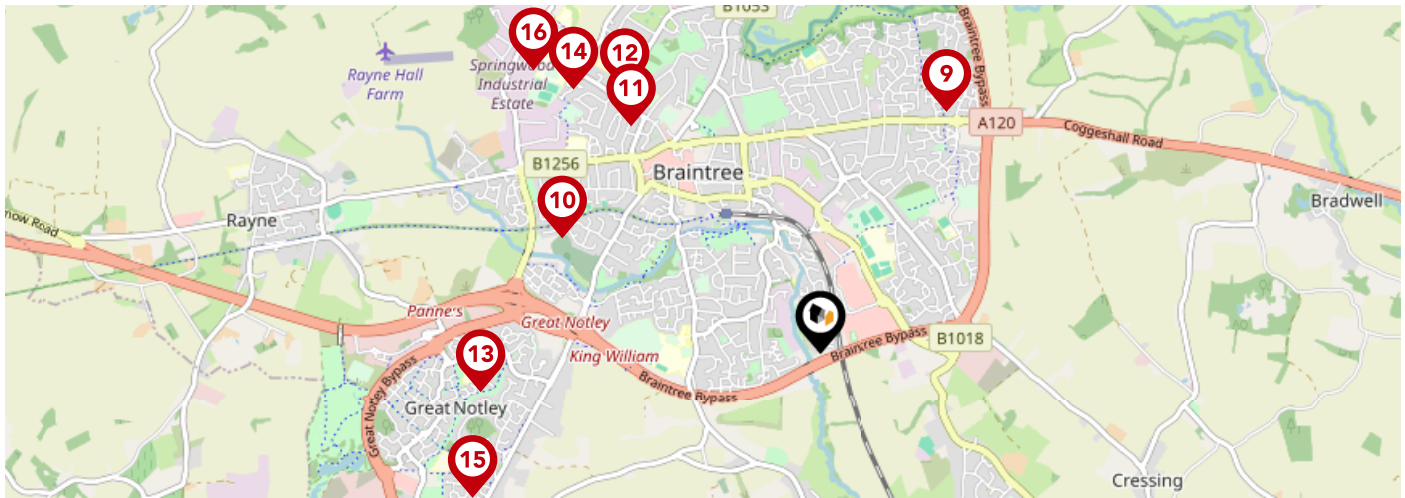 B1053
16
14
12
11
9
Springwood
Industrial
Estate
Rayne Hall
Farm
Braintree Bypass
A120
Coggeshall Road
B1256
Braintree
10
Rayne
Bradwell
Road
Panners
Great Notley
King William
Braintree Bypass
B1018
Braintree Bypass
13
Great Notley Bypass
Great Notley
15
Cressing